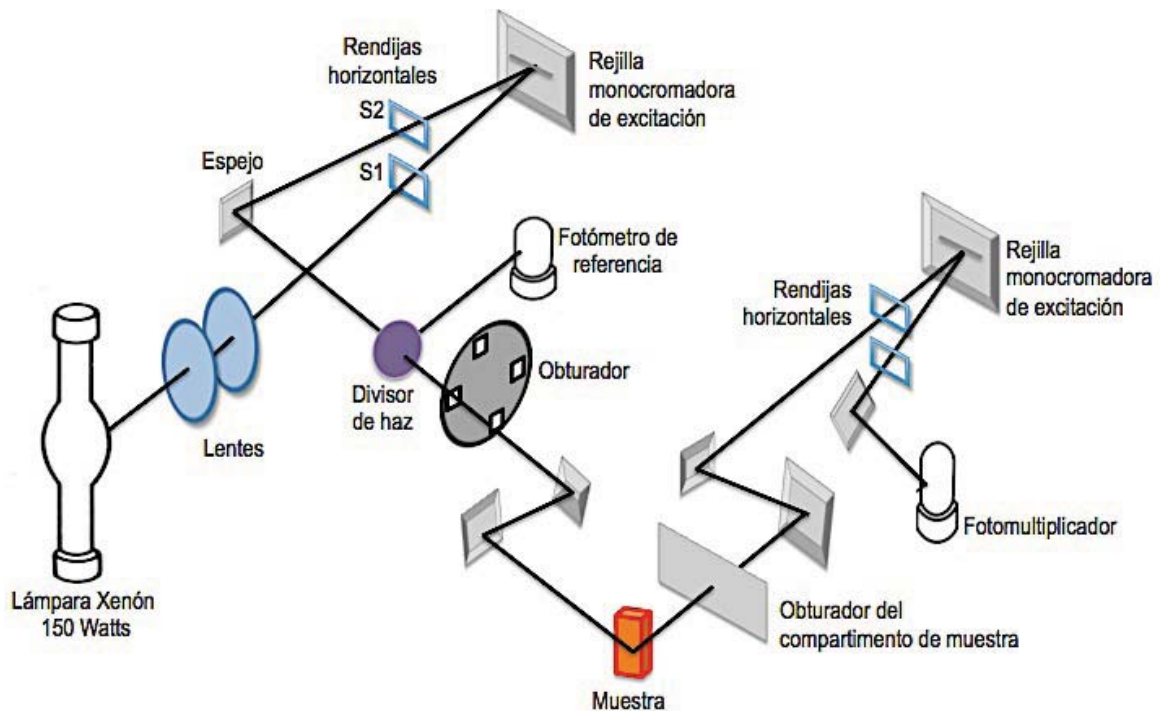 Rendijas
horizontales
S2
S1
Rejilla
monocromadora
de excitación
Espejo
Fotómetro de
referencia
Rejilla
monocromadora
de excitación
Rendijas
horizontales
Obturador
Divisor
de haz
Lentes
Fotomultiplicador
Lámpara Xenón
150 Watts
Obturador del
compartimento de muestra
Muestra